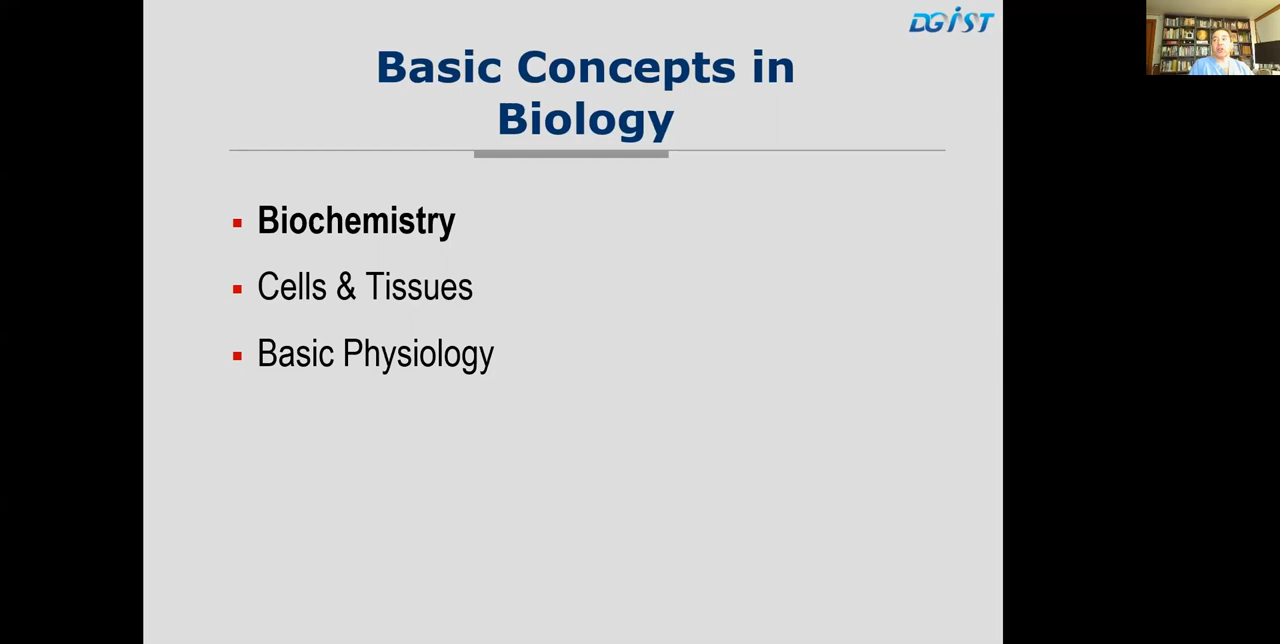 DGIST
Basic Concepts in
Biology
Biochemistry
Cells & Tissues
Basic Physiology